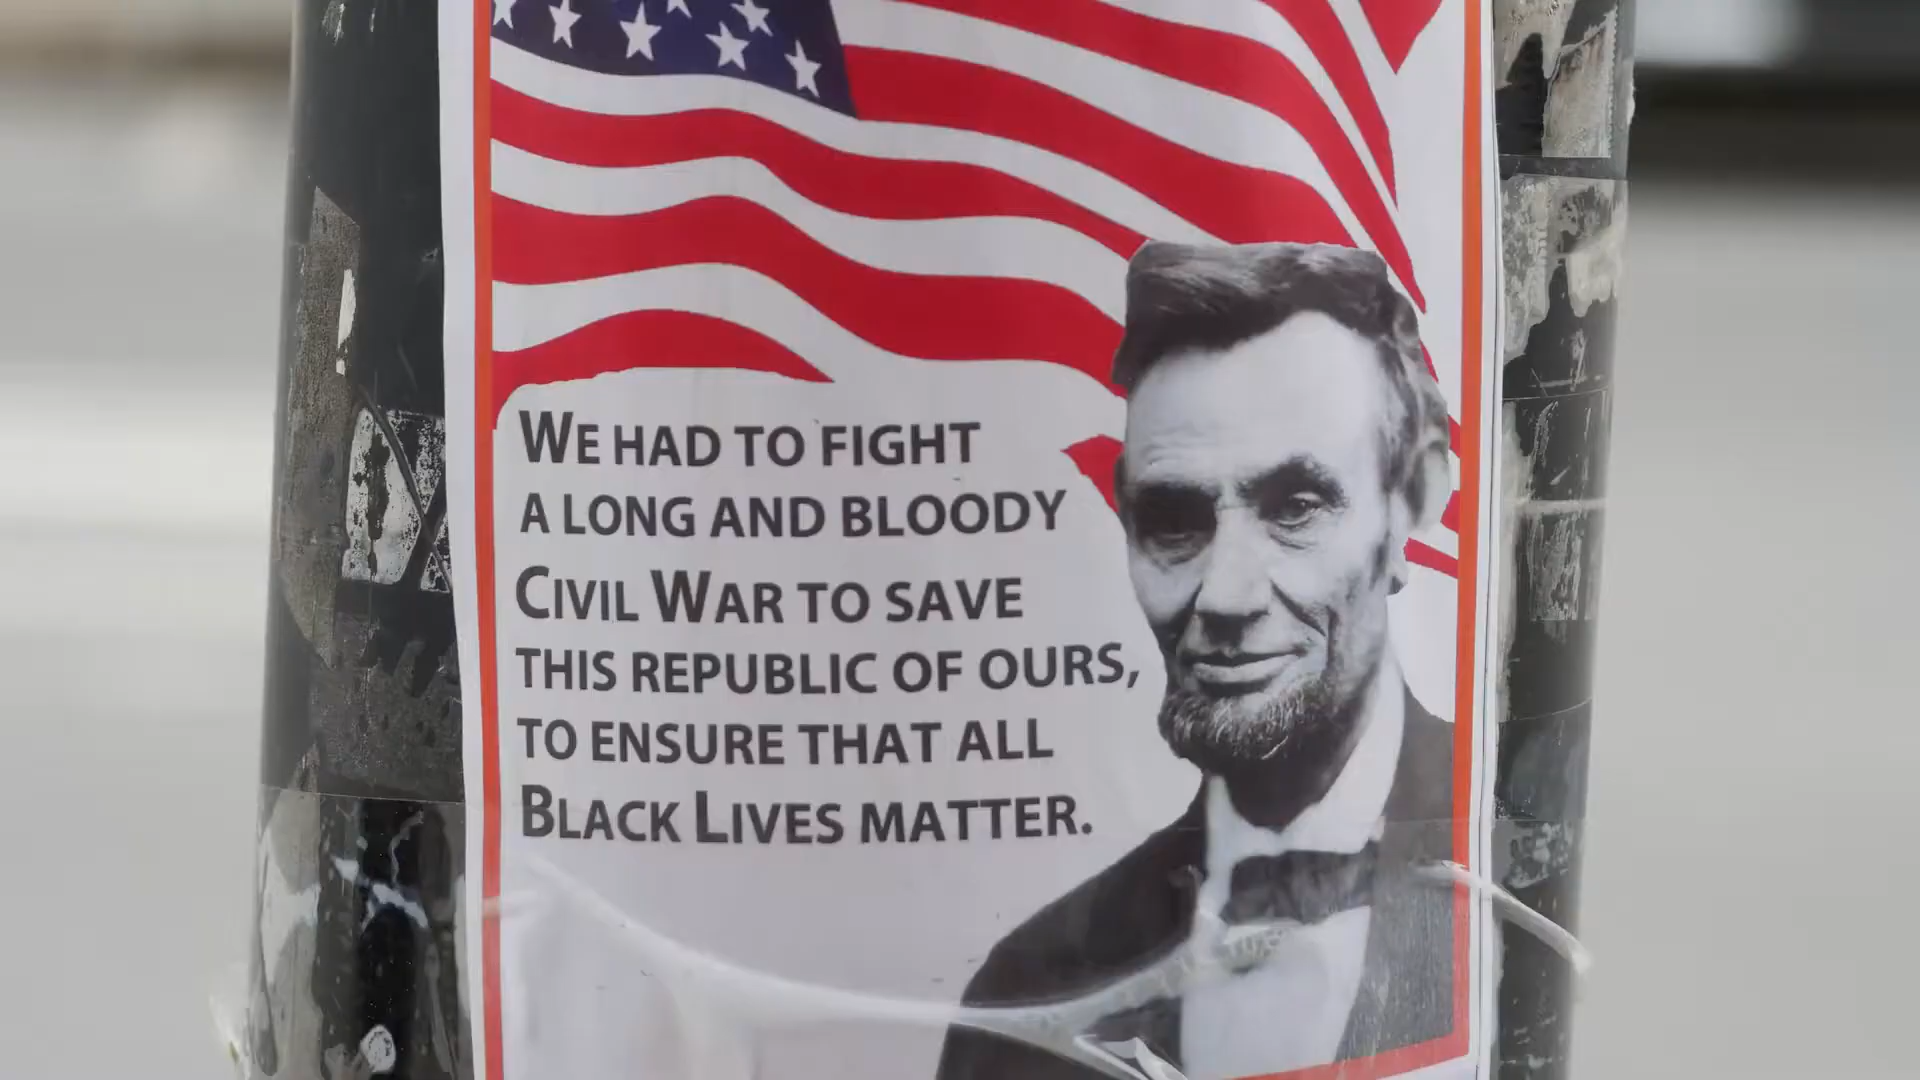 WE HAD TO FIGHT
A LONG AND BLOODY
CIVIL WAR TO SAVE
THIS REPUBLIC OF OURS,
TO ENSURE THAT ALL
BLACK LIVES MATTER.